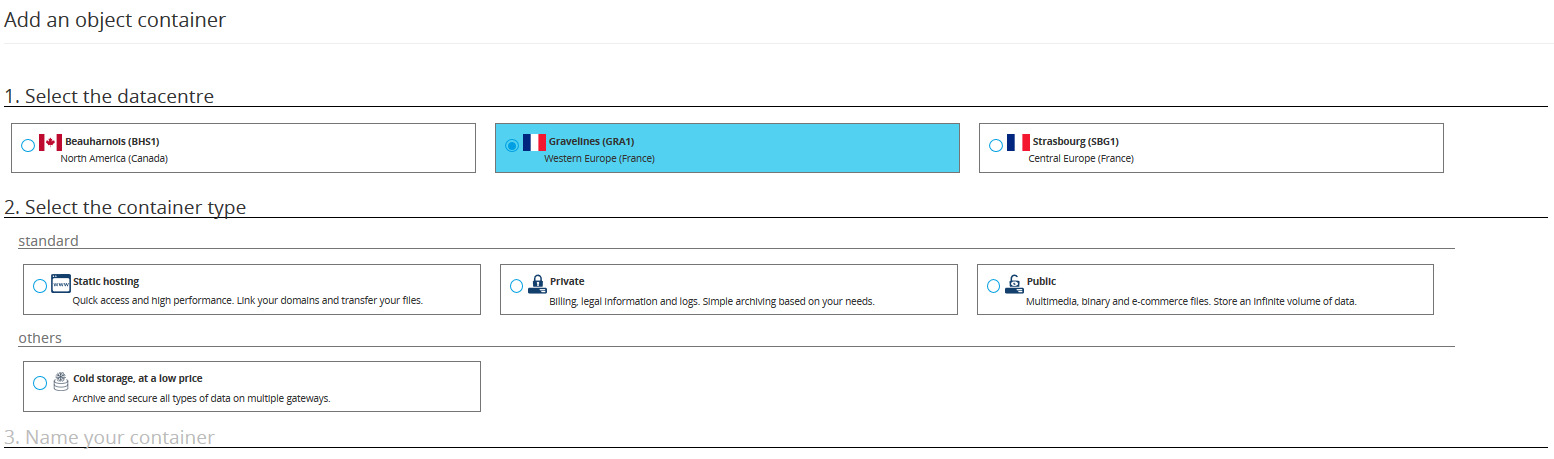 Add an object container
1. Select the datacentre
Beauharnois (BHS1)
North America (Canada)
Gravelines (GRA1)
Western Europe (France)
Strasbourg (SBG1)
Central Europe (France)
2. Select the container type
standard
www
Static hosting
Quick access and high performance. Link your domains and transfer your files.
Private
Billing, legal information and logs. Simple archiving based on your needs.
Public
Multimedia, binary and e-commerce files. Store an infinite volume of data.
others
Cold storage, at a low price
Archive and secure all types of data on multiple gateways.
3. Name your container